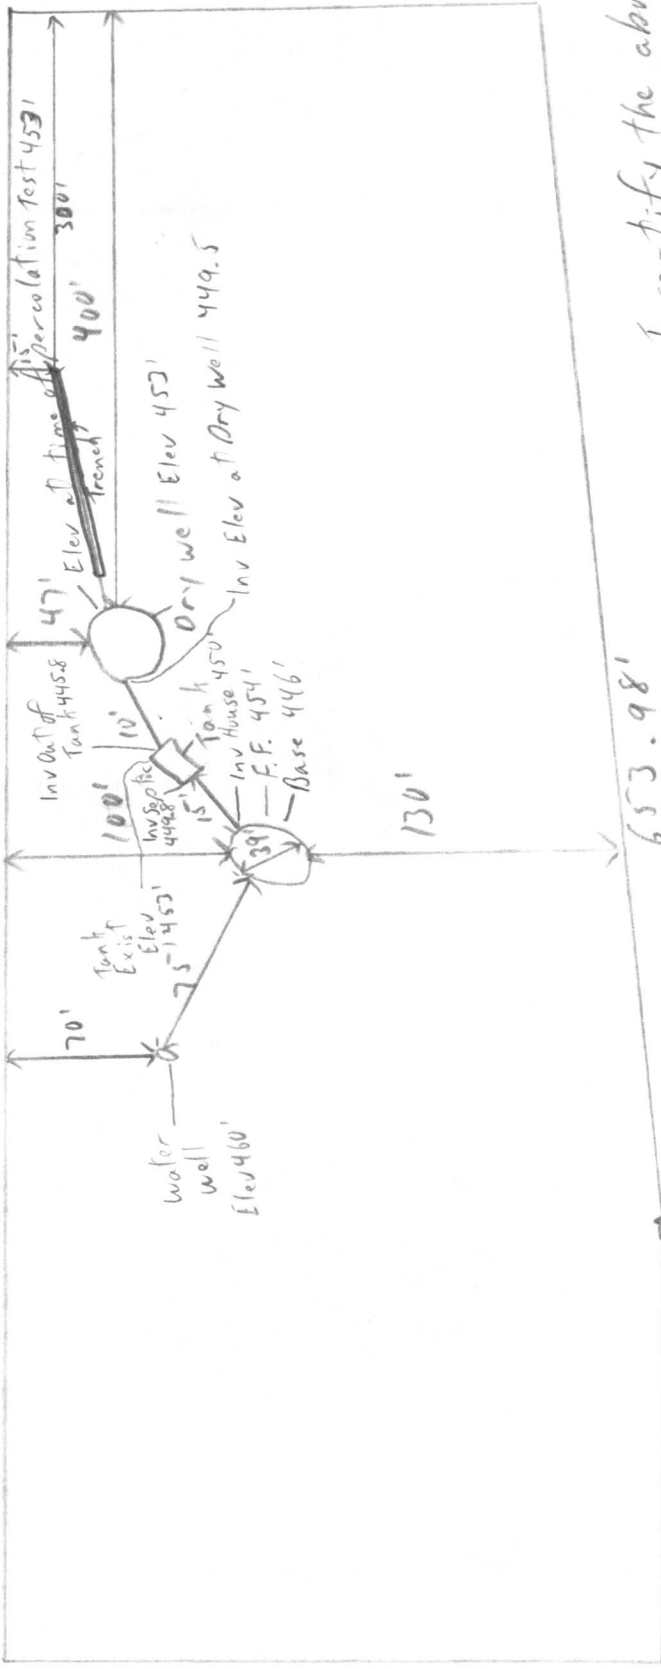 I certify the abov
15'
Elev at time of percolation Test 453'
300'
400'
Trench
47'
Dry well Elev 453'
Inv Elev at Dry Well 449.5
Inv Out of
Tank 445.8
10'
Tank
Inv Septic
449.8'
15'
Inv House 450'
F.F. 454'
Base 446'
100'
39'
130'
Tank
Exist
Elev
453'
75'
70'
Water
Well
Elev 460'
653.98'